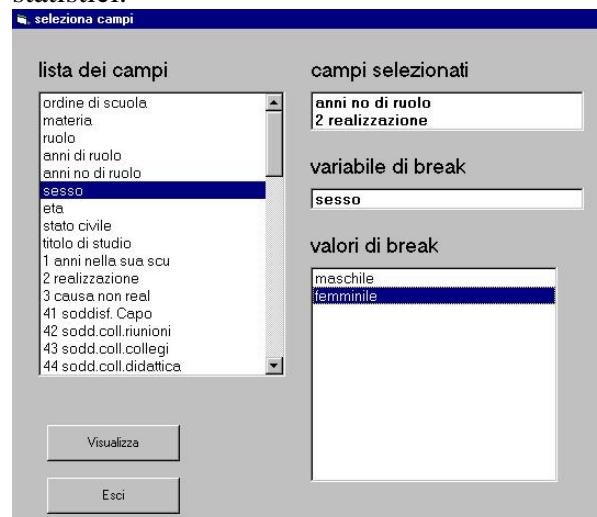 statistici.
seleziona campi
lista dei campi
ordine di scuola
materia
ruolo
anni di ruolo
anni no di ruolo
sesso
eta
stato civile
titolo di studio
1 anni nella sua scu
2 realizzazione
3 causa non real
41 soddisf. Capo
42 sodd.coll.riunioni
43 sodd.coll.collegi
44 sodd.coll.didattica
Visualizza
Esci
campi selezionati
anni no di ruolo
2 realizzazione
variabile di break
sesso
valori di break
maschile
femminile